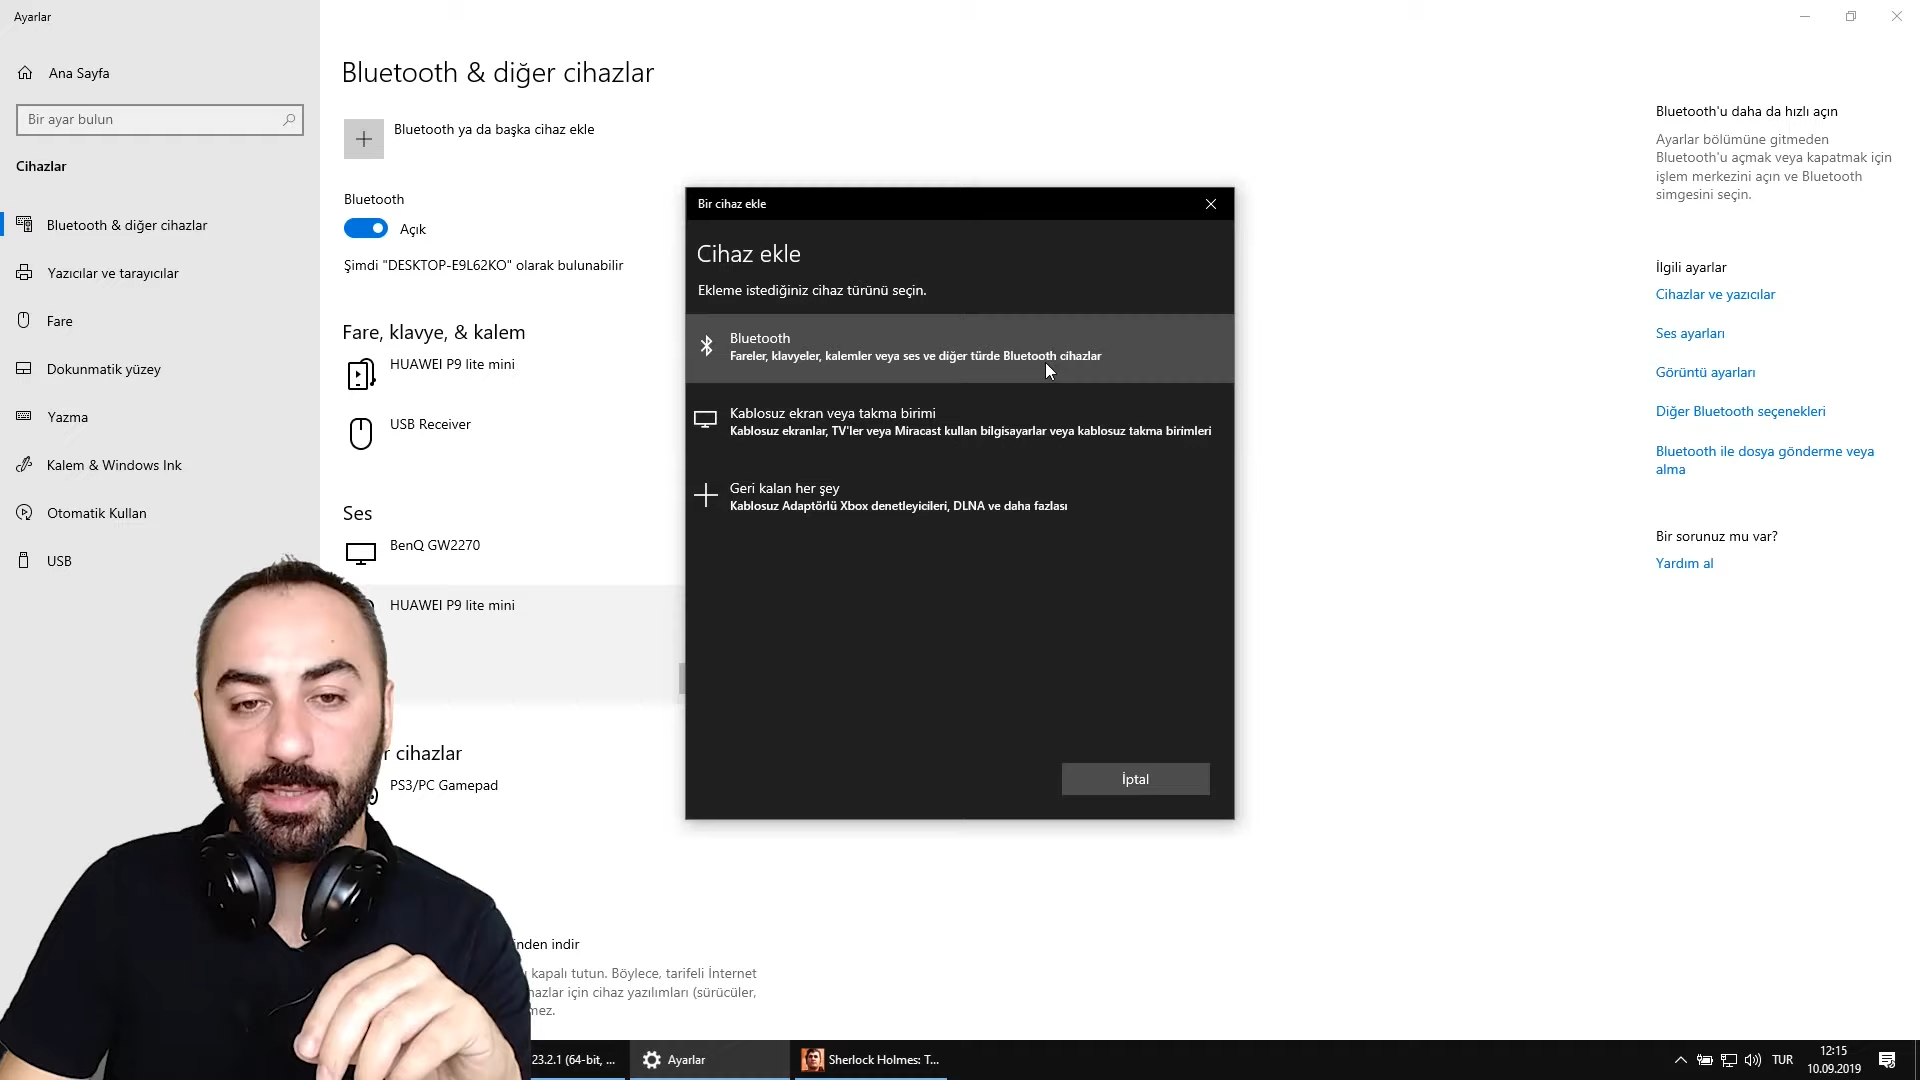 Ayarlar
Ana Sayfa
Bir ayar bulun
Cihazlar
Bluetooth & diğer cihazlar
Yazıcılar ve tarayıcılar
Fare
Dokunmatik yüzey
Yazma
Kalem & Windows Ink
Otomatik Kullan
USB
Bluetooth & diğer cihazlar
Bluetooth ya da başka cihaz ekle
Bluetooth
Açık
Şimdi "DESKTOP-E9L62KO" olarak bulunabilir
Fare, klavye, & kalem
HUAWEI P9 lite mini
USB Receiver
Ses
BenQ GW2270
HUAWEI P9 lite mini
r cihazlar
PS3/PC Gamepad
inden indir
kapalı tutun. Böylece, tarifeli İnternet
hazlar için cihaz yazılımları (sürücüler,
mez.
Bir cihaz ekle
Cihaz ekle
Ekleme istediğiniz cihaz türünü seçin.
Bluetooth
Fareler, klavyeler, kalemler veya ses ve diğer türde Bluetooth cihazlar
Kablosuz ekran veya takma birimi
Kablosuz ekranlar, TV'ler veya Miracast kullan bilgisayarlar veya kablosuz takma birimleri
Geri kalan her şey
Kablosuz Adaptörlü Xbox denetleyicileri, DLNA ve daha fazlası
İptal
Bluetooth'u daha da hızlı açın
Ayarlar bölümüne gitmeden
Bluetooth'u açmak veya kapatmak için
işlem merkezini açın ve Bluetooth
simgesini seçin.
İlgili ayarlar
Cihazlar ve yazıcılar
Ses ayarları
Görüntü ayarları
Diğer Bluetooth seçenekleri
Bluetooth ile dosya gönderme veya
alma
Bir sorunuz mu var?
Yardım al
23.2.1 (64-bit, ...
Ayarlar
Sherlock Holmes: T...
TUR
12:15
10.09.2019